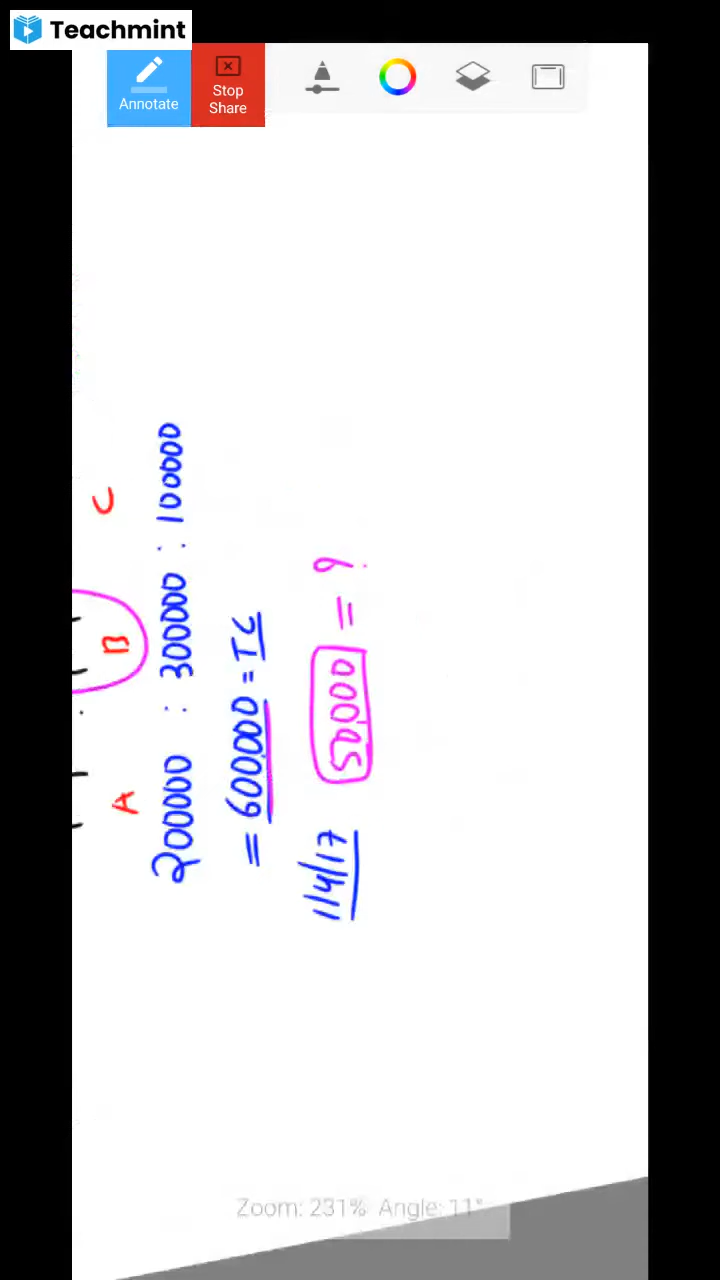 Teachmint
Annotate
Stop
Share
A B C
200000 : 300000 : 100000
= 600000 = TC
1/4/17 50000 = ?
Zoom: 231% Angle: 11°